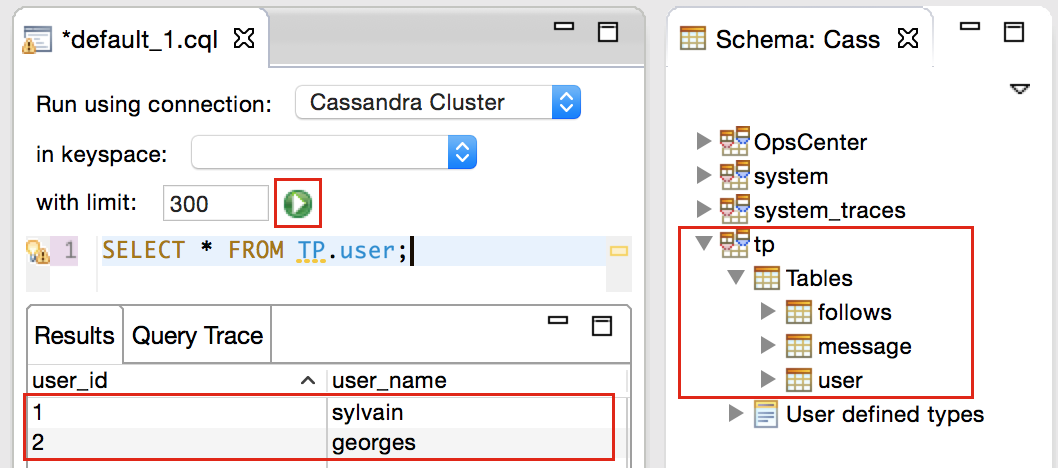 *default_1.cql
Run using connection: Cassandra Cluster
in keyspace:
with limit: 300
1 SELECT * FROM TP.user;
Results Query Trace
user_id user_name
1 sylvain
2 georges
Schema: Cass
OpsCenter
system
system_traces
tp
Tables
follows
message
user
User defined types